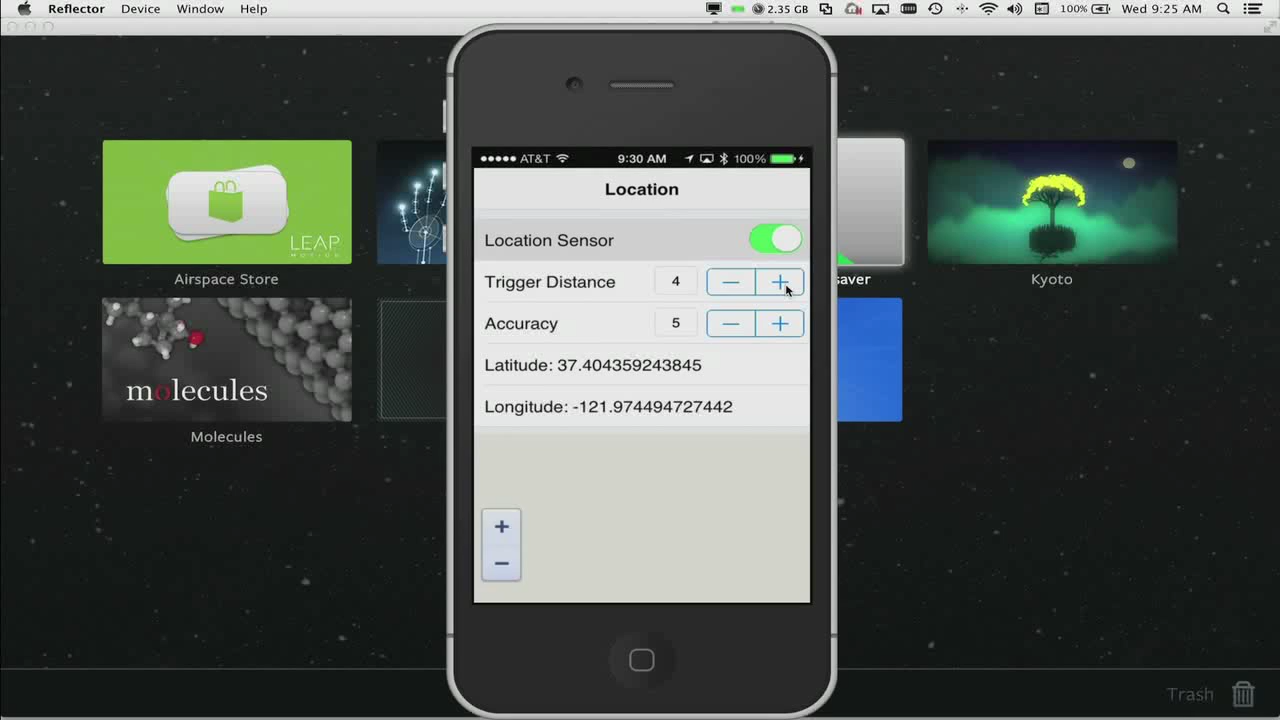 Reflector Device Window Help 2.35 GB 100% Wed 9:25 AM
AT&T 9:30 AM 100%
Location
Location Sensor
Trigger Distance 4 — +
Accuracy 5 — +
Latitude: 37.404359243845
Longitude: -121.974494727442
+
−
LEAP
MOTION
Airspace Store
saver
Kyoto
molecules
Molecules
Trash